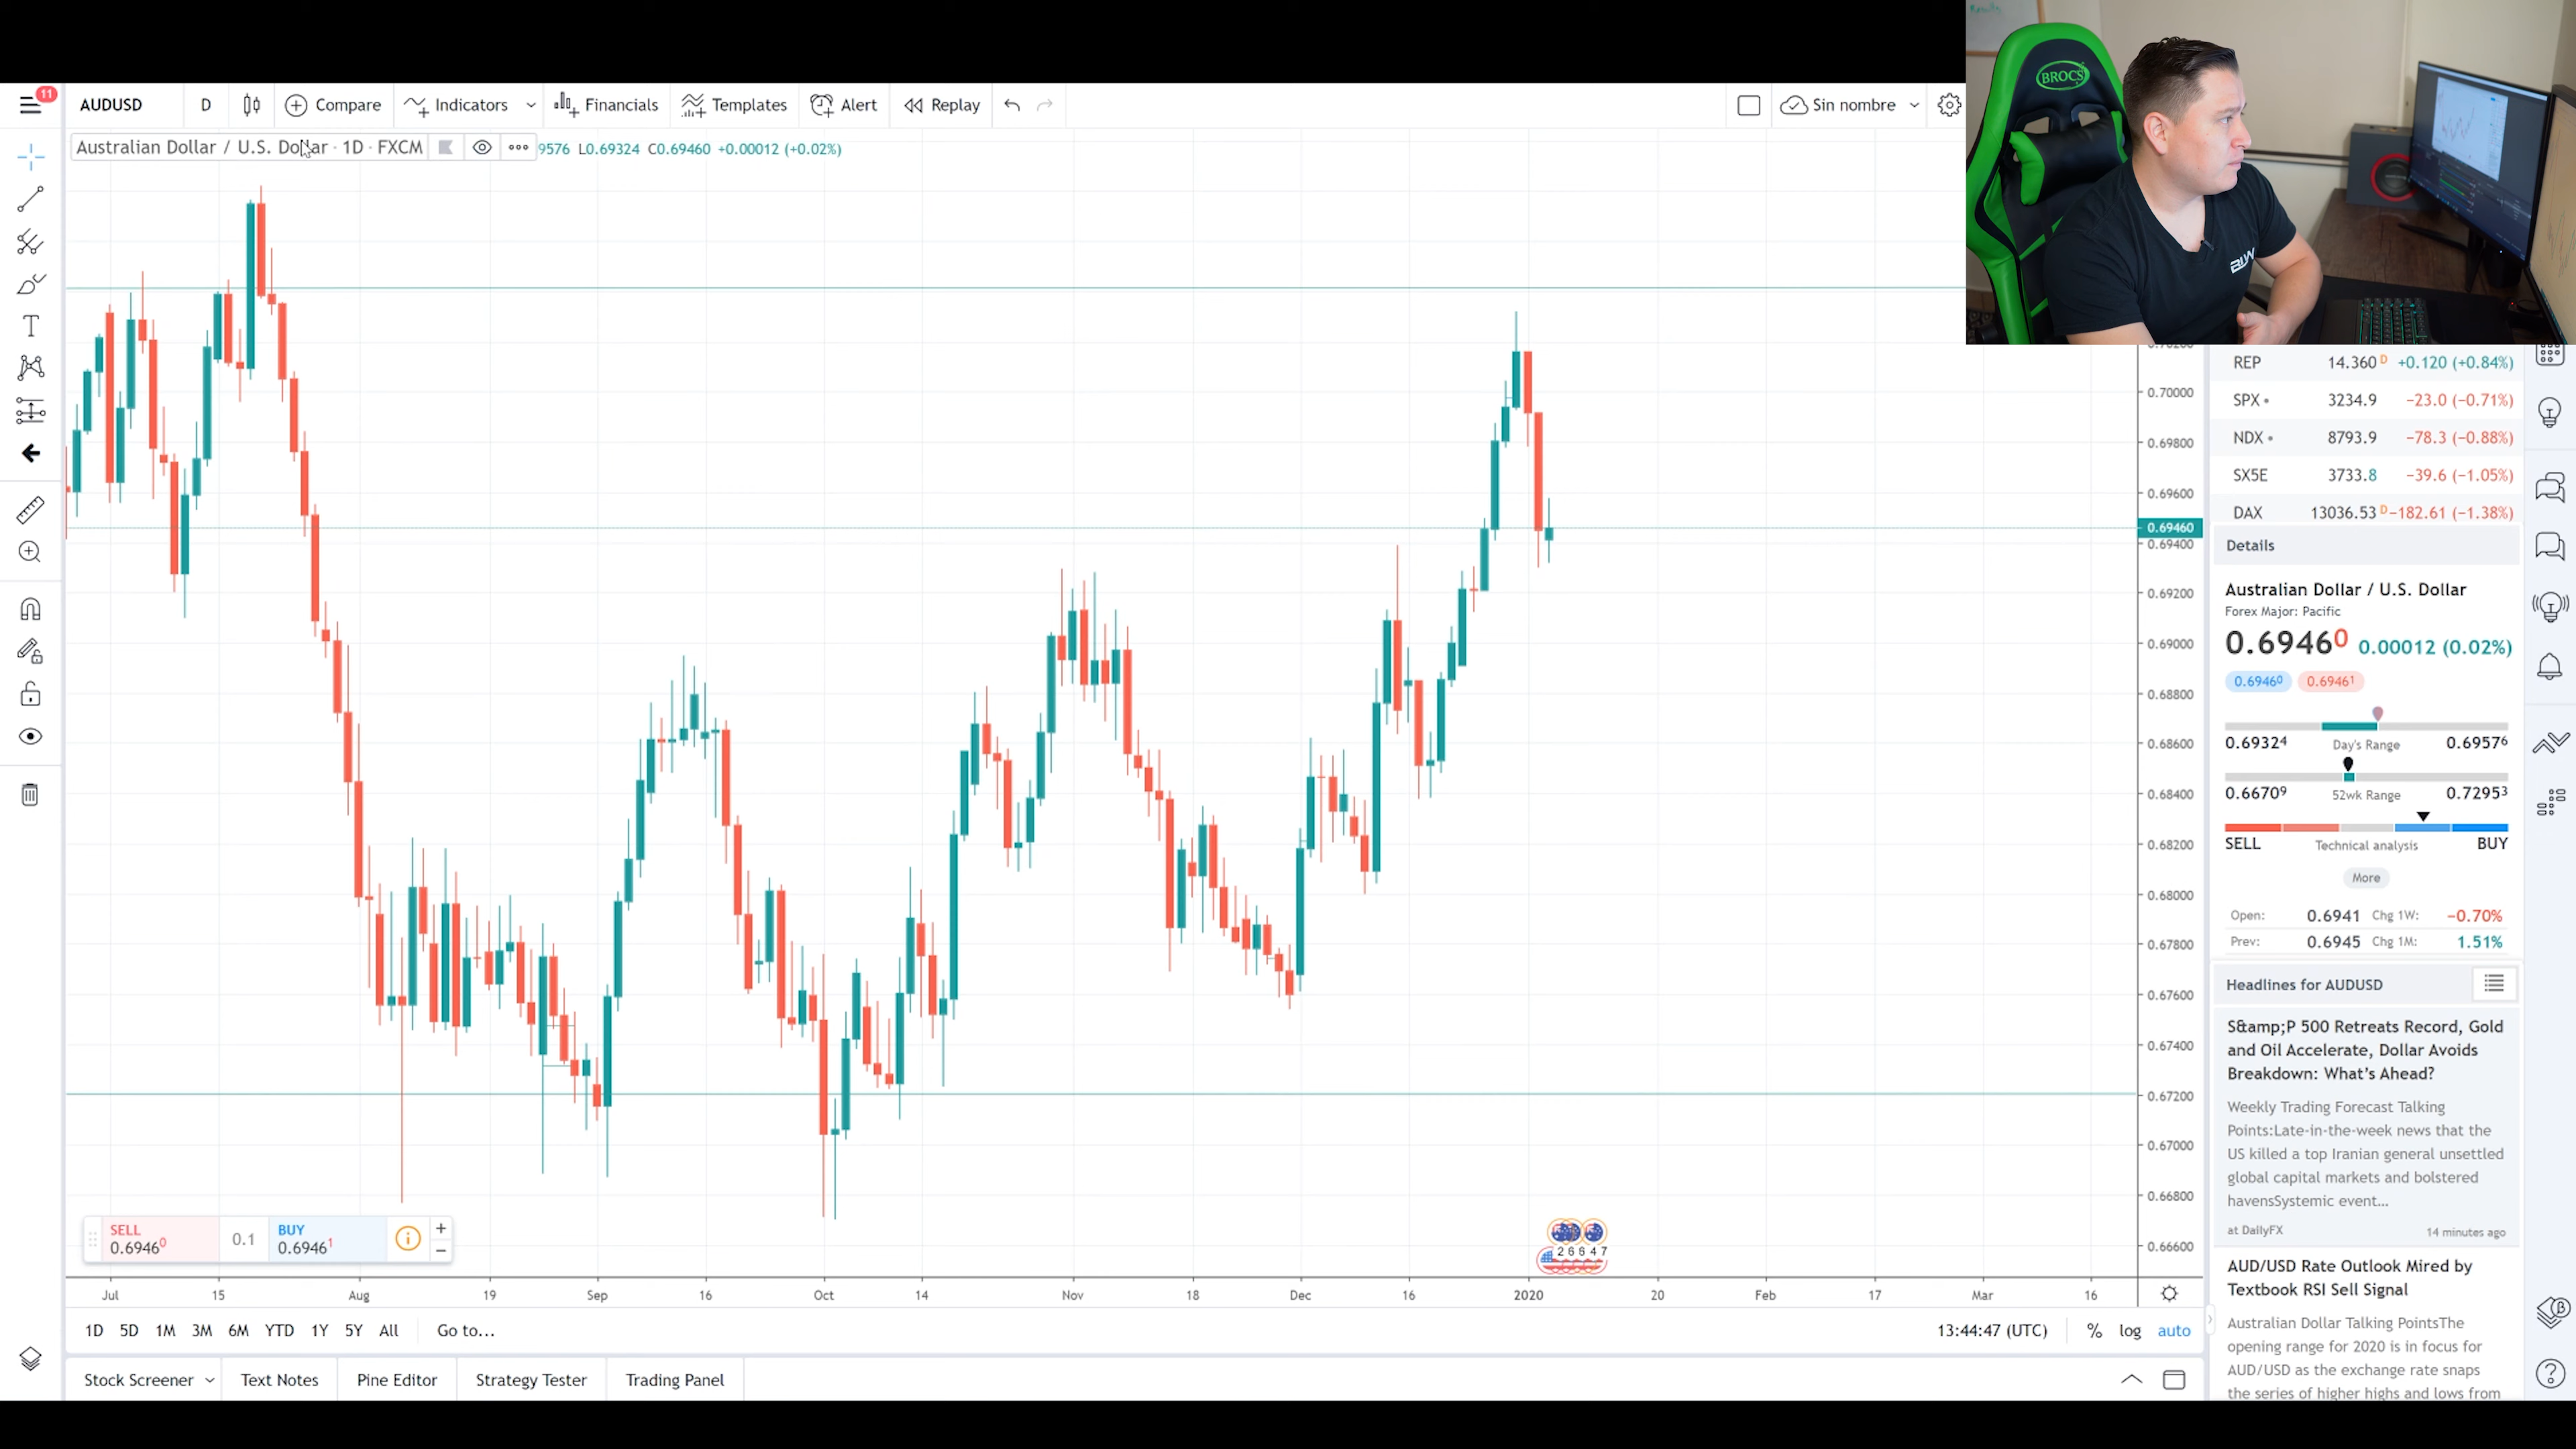 11
AUDUSD
D
Compare
Indicators
Financials
Templates
Alert
Replay
Sin nombre
Australian Dollar / U.S. Dollar · 1D · FXCM
9576 L0.69324 C0.69460 +0.00012 (+0.02%)
BROCS
0.70000
0.69800
0.69600
0.69460
0.69400
0.69200
0.69000
0.68800
0.68600
0.68400
0.68200
0.68000
0.67800
0.67600
0.67400
0.67200
0.67000
0.66800
0.66600
REP 14.360 D +0.120 (+0.84%)
SPX 3234.9 −23.0 (−0.71%)
NDX 8793.9 −78.3 (−0.88%)
SX5E 3733.8 −39.6 (−1.05%)
DAX 13036.53 D −182.61 (−1.38%)
Details
Australian Dollar / U.S. Dollar
Forex Major: Pacific
0.69460 0.00012 (0.02%)
0.69460 0.69461
0.69324 Day's Range 0.69576
0.66709 52wk Range 0.72953
SELL Technical analysis BUY
More
Open: 0.6941 Chg 1W: −0.70%
Prev: 0.6945 Chg 1M: 1.51%
Headlines for AUDUSD
S&amp;P 500 Retreats Record, Gold
and Oil Accelerate, Dollar Avoids
Breakdown: What's Ahead?
Weekly Trading Forecast Talking
Points:Late-in-the-week news that the
US killed a top Iranian general unsettled
global capital markets and bolstered
havensSystemic event...
at DailyFX 14 minutes ago
AUD/USD Rate Outlook Mired by
Textbook RSI Sell Signal
Australian Dollar Talking PointsThe
opening range for 2020 is in focus for
AUD/USD as the exchange rate snaps
the series of higher highs and lows from
SELL
0.69460
0.1
BUY
0.69461
2 6 6 4 7
Jul 15 Aug 19 Sep 16 Oct 14 Nov 18 Dec 16 2020 20 Feb 17 Mar 16
1D 5D 1M 3M 6M YTD 1Y 5Y All Go to...
13:44:47 (UTC) % log auto
Stock Screener Text Notes Pine Editor Strategy Tester Trading Panel